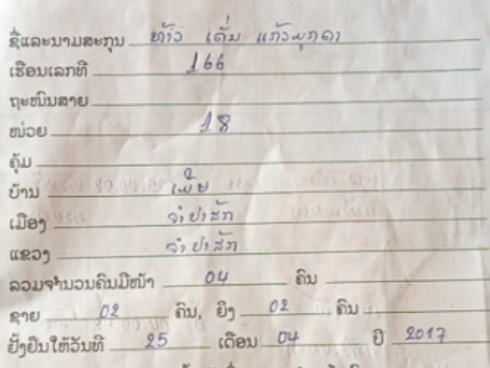 ຊື່ແລະນາມສະກຸນ ທ້າວ ເຄັ່ນ ແກ້ວມຸກດາ
ເຮືອນເລກທີ 166
ຖະໜົນສາຍ
ໜ່ວຍ 18
ຄຸ້ມ
ບ້ານ
ເມືອງ ຈຳປາສັກ
ແຂວງ ຈຳປາສັກ
ລວມຈຳນວນຄົນມີໜ້າ 04 ຄົນ
ຊາຍ 02 ຄົນ, ຍິງ 02 ຄົນ
ຢັ້ງຢືນໃຫ້ວັນທີ 25 ເດືອນ 04 ປີ 2017